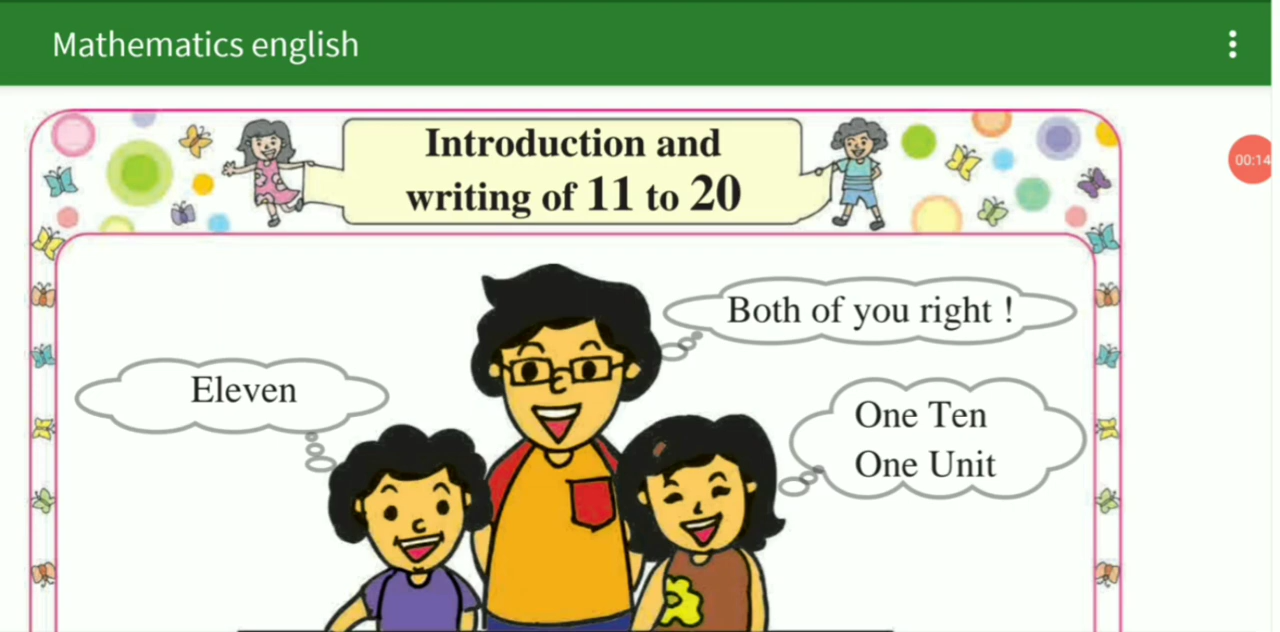 Mathematics english
00:14
Introduction and
writing of 11 to 20
Both of you right !
Eleven
One Ten
One Unit